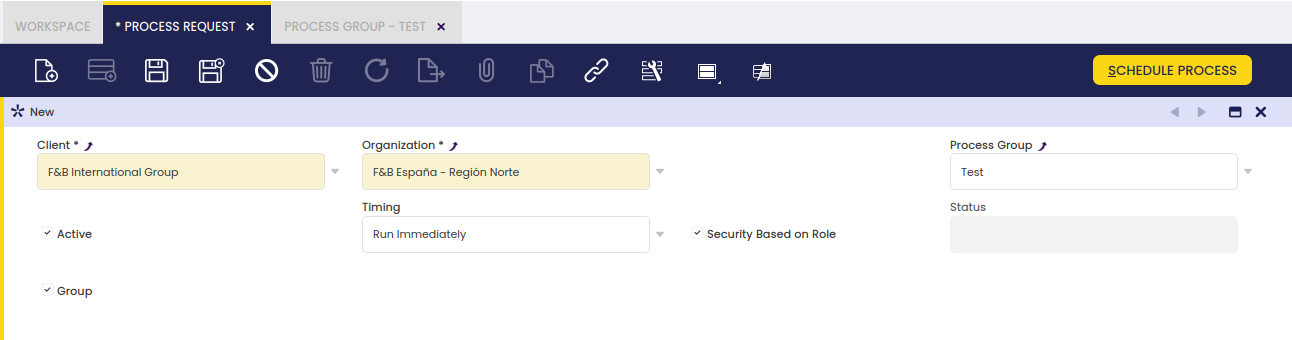 WORKSPACE * PROCESS REQUEST × PROCESS GROUP - TEST ×
SCHEDULE PROCESS
New
Client * Organization * Process Group
F&B International Group F&B España - Región Norte Test
Timing Status
Active Run Immediately Security Based on Role
Group